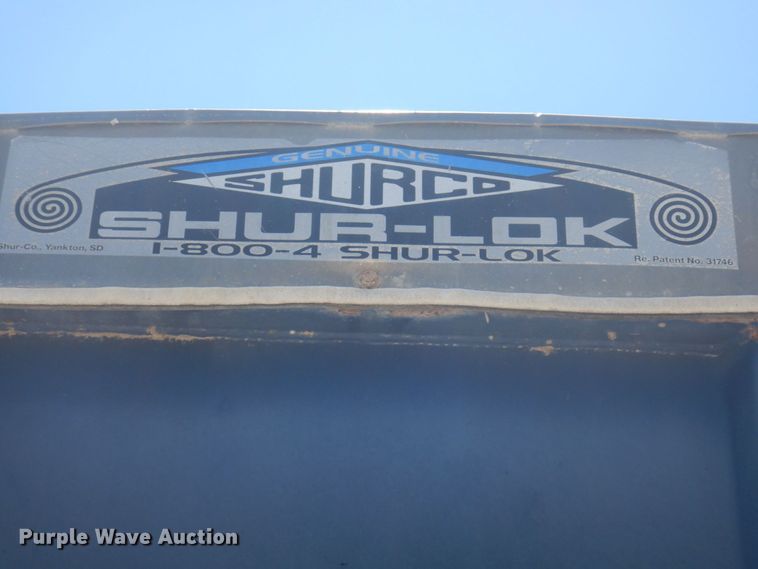 GENUINE
SHURCO
SHUR-LOK
1-800-4 SHUR-LOK
Shur-Co., Yankton, SD
Re. Patent No. 31746
Purple Wave Auction